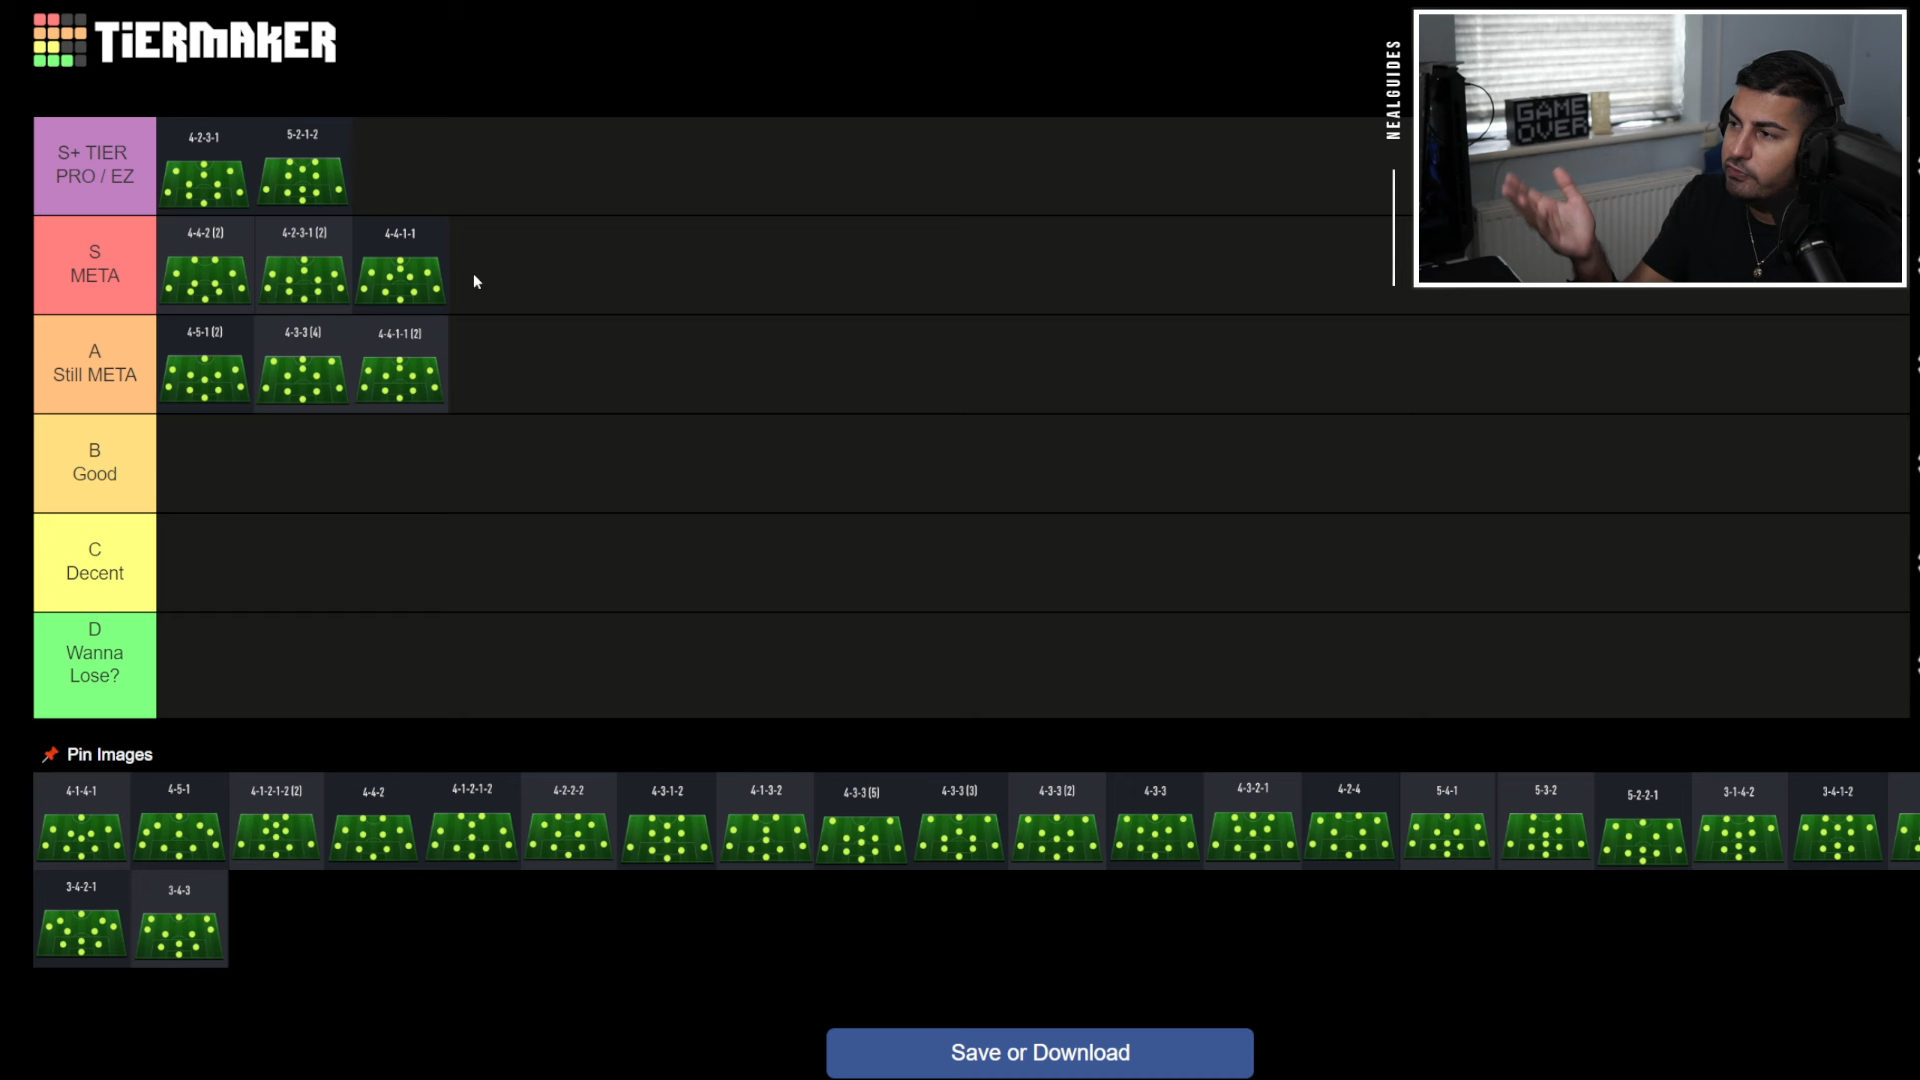 TiERMAKER
NEALGUIDES
GAME
OVER
S+ TIER
PRO / EZ
4-2-3-1
5-2-1-2
S
META
4-4-2 (2)
4-2-3-1 (2)
4-4-1-1
A
Still META
4-5-1 (2)
4-3-3 (4)
4-4-1-1 (2)
B
Good
C
Decent
D
Wanna
Lose?
Pin Images
4-1-4-1
4-5-1
4-1-2-1-2 (2)
4-4-2
4-1-2-1-2
4-2-2-2
4-3-1-2
4-1-3-2
4-3-3 (5)
4-3-3 (3)
4-3-3 (2)
4-3-3
4-3-2-1
4-2-4
5-4-1
5-3-2
5-2-2-1
3-1-4-2
3-4-1-2
3-4-2-1
3-4-3
Save or Download